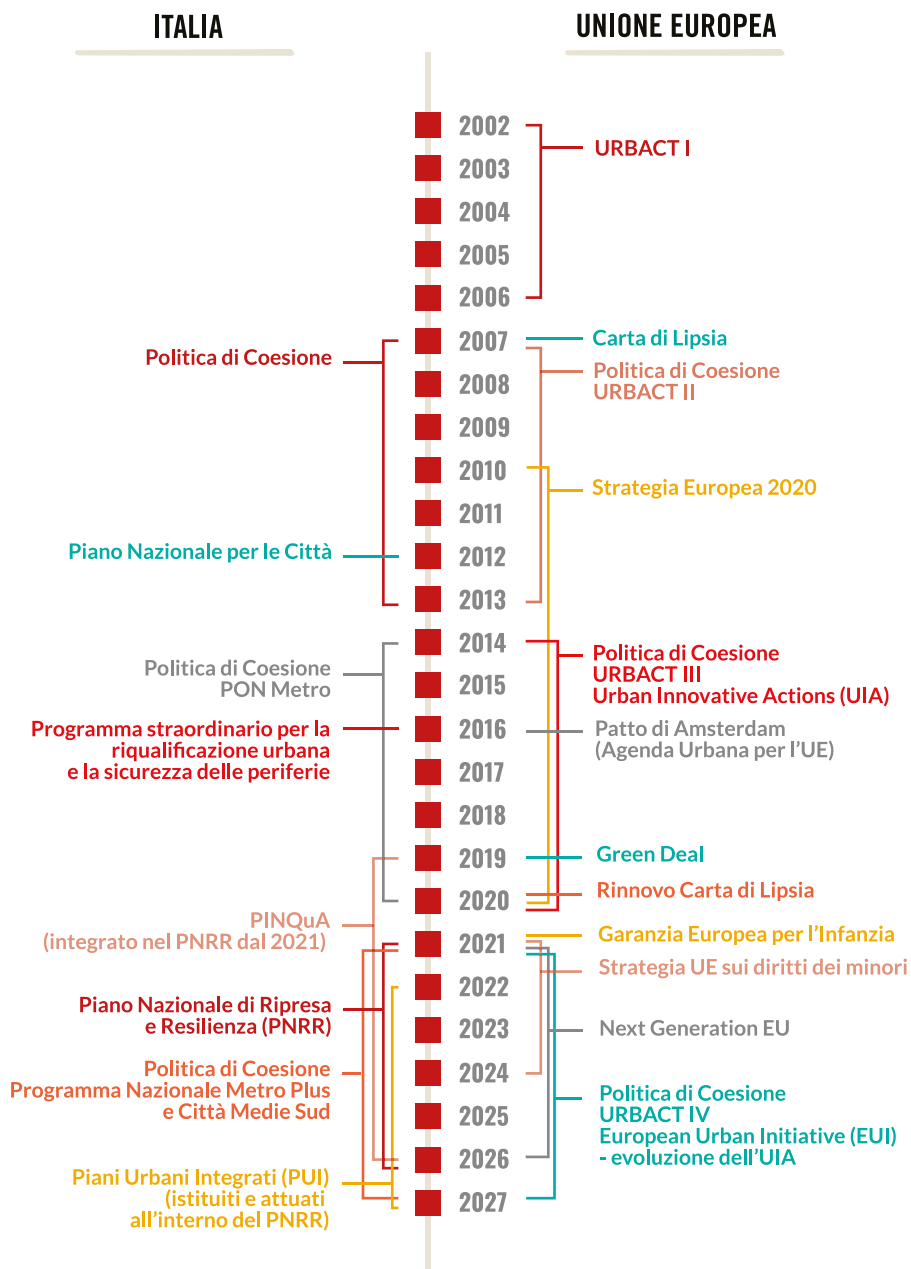 ITALIA
UNIONE EUROPEA
2002
URBACT I
2003
2004
2005
2006
2007
Carta di Lipsia
Politica di Coesione
Politica di Coesione
URBACT II
2008
2009
2010
Strategia Europea 2020
2011
Piano Nazionale per le Città
2012
2013
2014
Politica di Coesione
PON Metro
Politica di Coesione
URBACT III
Urban Innovative Actions (UIA)
2015
Programma straordinario per la
riqualificazione urbana
e la sicurezza delle periferie
2016
Patto di Amsterdam
(Agenda Urbana per l'UE)
2017
2018
2019
Green Deal
2020
Rinnovo Carta di Lipsia
PINQuA
(integrato nel PNRR dal 2021)
2021
Garanzia Europea per l'Infanzia
Strategia UE sui diritti dei minori
2022
Piano Nazionale di Ripresa
e Resilienza (PNRR)
2023
Next Generation EU
2024
Politica di Coesione
Programma Nazionale Metro Plus
e Città Medie Sud
Politica di Coesione
URBACT IV
European Urban Initiative (EUI)
- evoluzione dell'UIA
2025
2026
Piani Urbani Integrati (PUI)
(istituiti e attuati
all'interno del PNRR)
2027